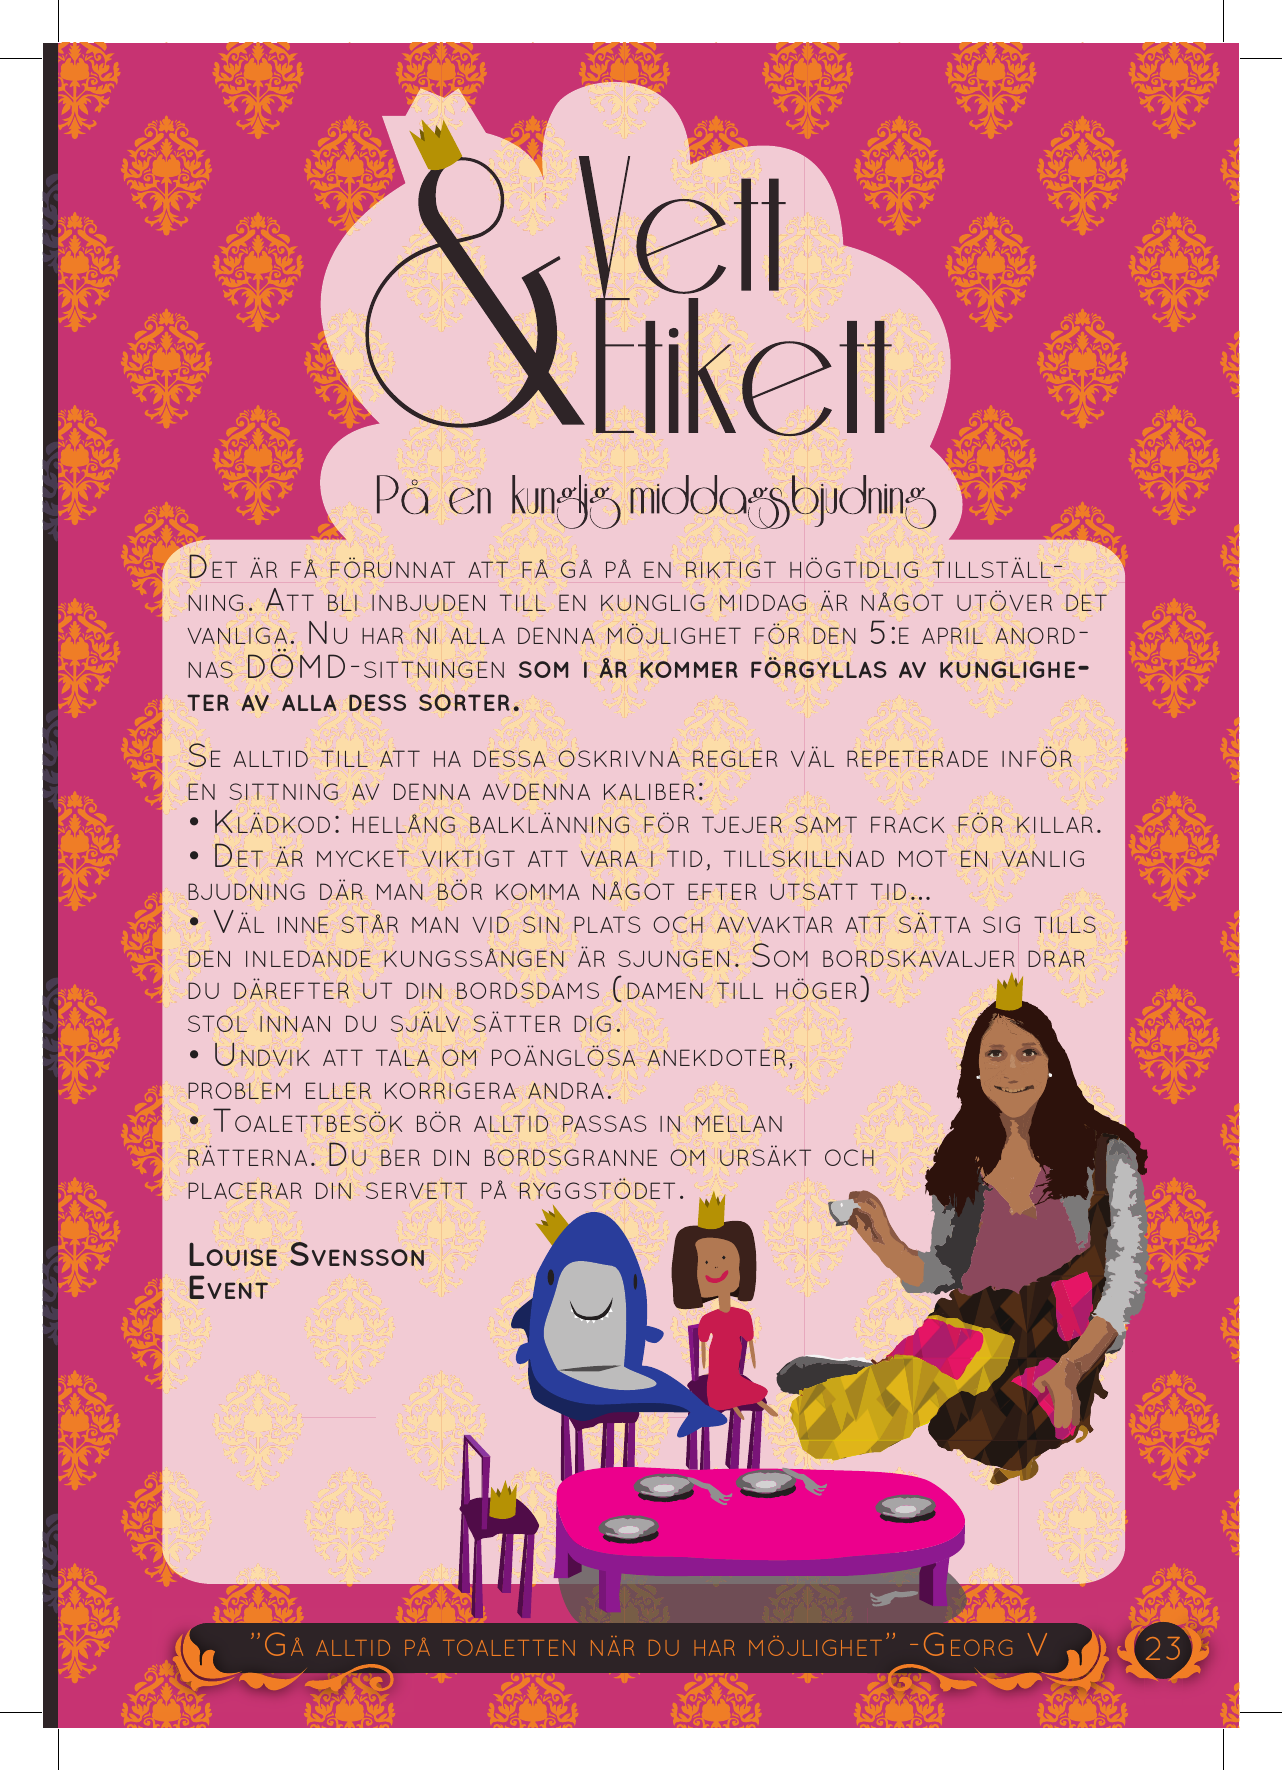 & Vett
Etikett
På en kunglig middagsbjudning
Det är få förunnat att få gå på en riktigt högtidlig tillställ-
ning. Att bli inbjuden till en kunglig middag är något utöver det
vanliga. Nu har ni alla denna möjlighet för den 5:e april anord-
nas DÖMD-sittningen som i år kommer förgyllas av kunglighe-
ter av alla dess sorter.
Se alltid till att ha dessa oskrivna regler väl repeterade inför
en sittning av denna avdenna kaliber:
• Klädkod: hellång balklänning för tjejer samt frack för killar.
• Det är mycket viktigt att vara i tid, tillskillnad mot en vanlig
bjudning där man bör komma något efter utsatt tid...
• Väl inne står man vid sin plats och avvaktar att sätta sig tills
den inledande kungssången är sjungen. Som bordskavaljer drar
du därefter ut din bordsdams (damen till höger)
stol innan du själv sätter dig.
• Undvik att tala om poänglösa anekdoter,
problem eller korrigera andra.
• Toalettbesök bör alltid passas in mellan
rätterna. Du ber din bordsgranne om ursäkt och
placerar din servett på ryggstödet.
Louise Svensson
Event
”Gå alltid på toaletten när du har möjlighet” -Georg V
23